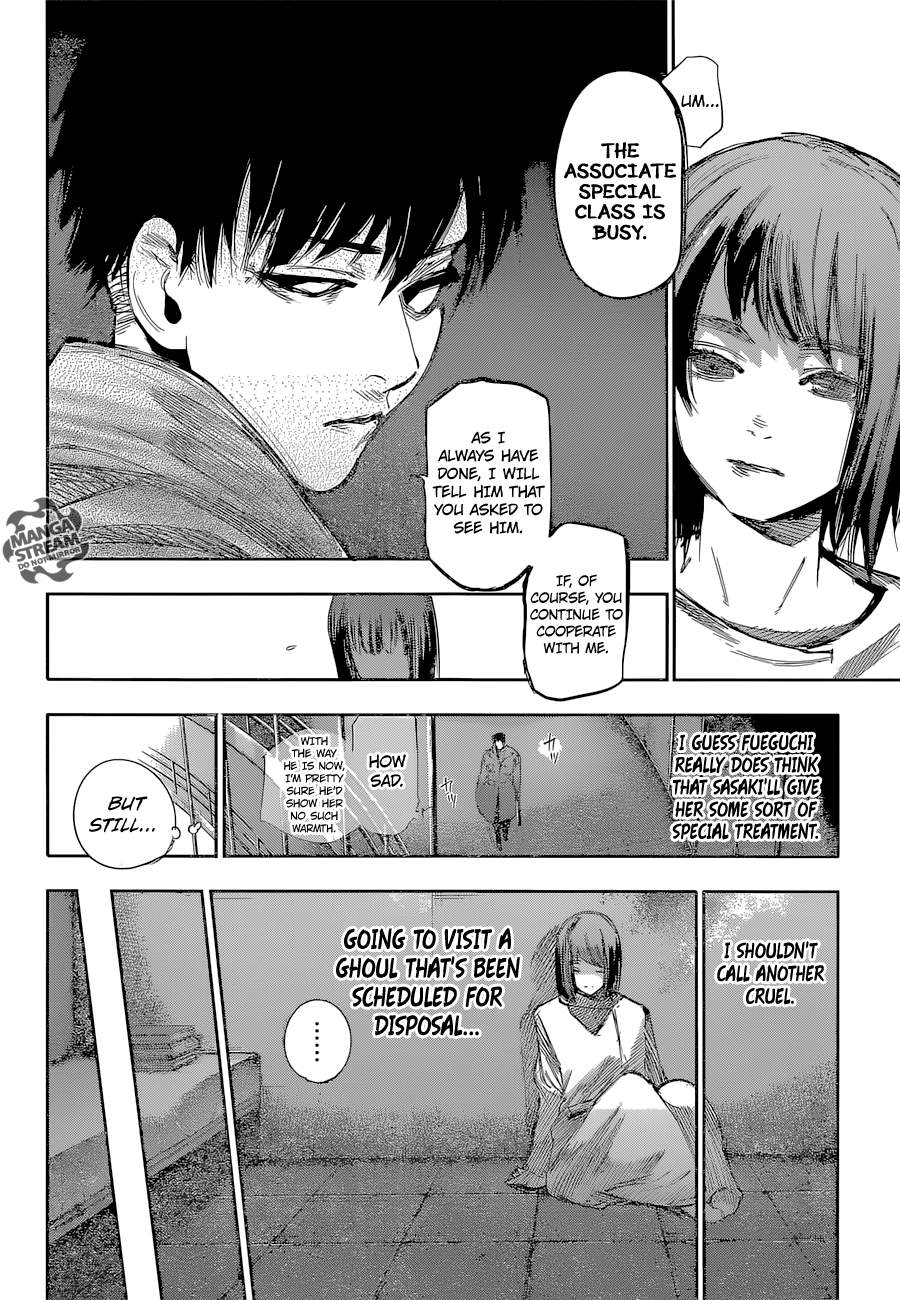 UM...
THE
ASSOCIATE
SPECIAL
CLASS IS
BUSY.
AS I
ALWAYS HAVE
DONE, I WILL
TELL HIM THAT
YOU ASKED TO
SEE HIM.
IF, OF
COURSE, YOU
CONTINUE TO
COOPERATE
WITH ME.
MANGA
STREAM
DO NOT MIRROR
I GUESS FUEGUCHI
REALLY DOES THINK
THAT SASAKI'LL GIVE
HER SOME SORT OF
SPECIAL TREATMENT.
カッ
カッ
HOW
SAD.
WITH
THE WAY
HE IS NOW,
I'M PRETTY
SURE HE'D
SHOW HER
NO SUCH
WARMTH.
BUT
STILL...
I SHOULDN'T
CALL ANOTHER
CRUEL.
GOING TO VISIT A
GHOUL THAT'S BEEN
SCHEDULED FOR
DISPOSAL...
......